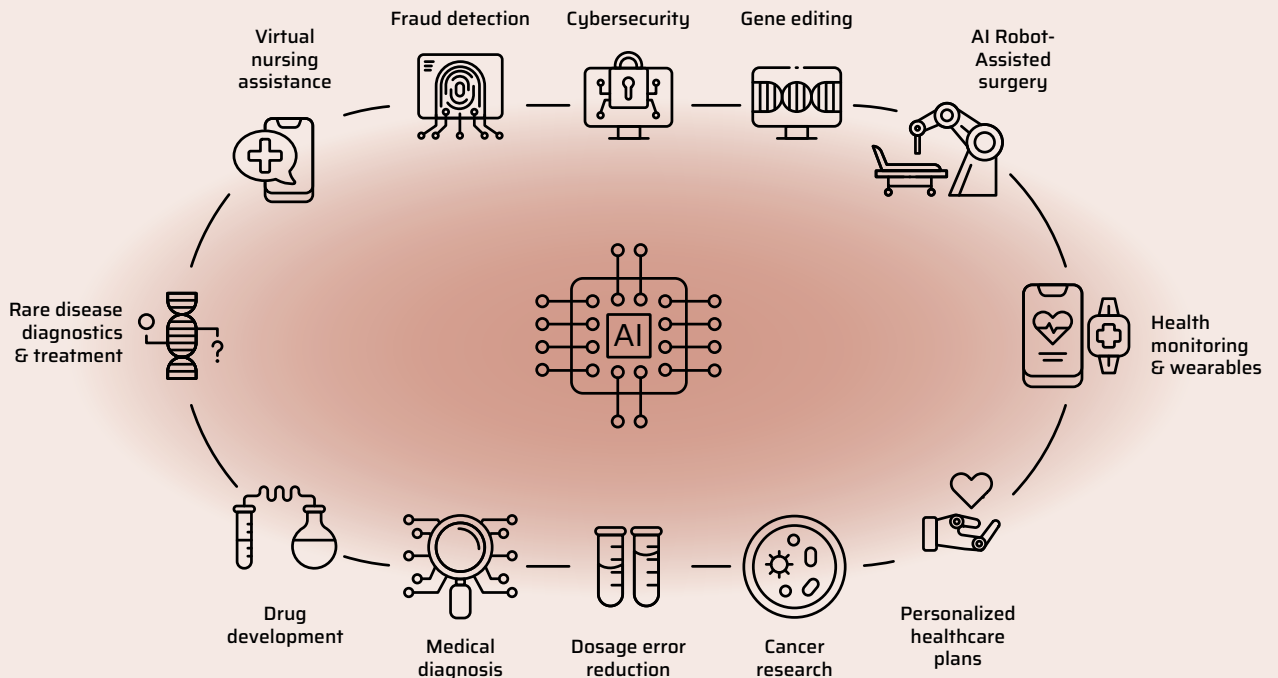 Fraud detection
Cybersecurity
Gene editing
Virtual
nursing
assistance
AI Robot-
Assisted
surgery
Rare disease
diagnostics
& treatment
?
AI
Health
monitoring
& wearables
Drug
development
Medical
diagnosis
Dosage error
reduction
Cancer
research
Personalized
healthcare
plans